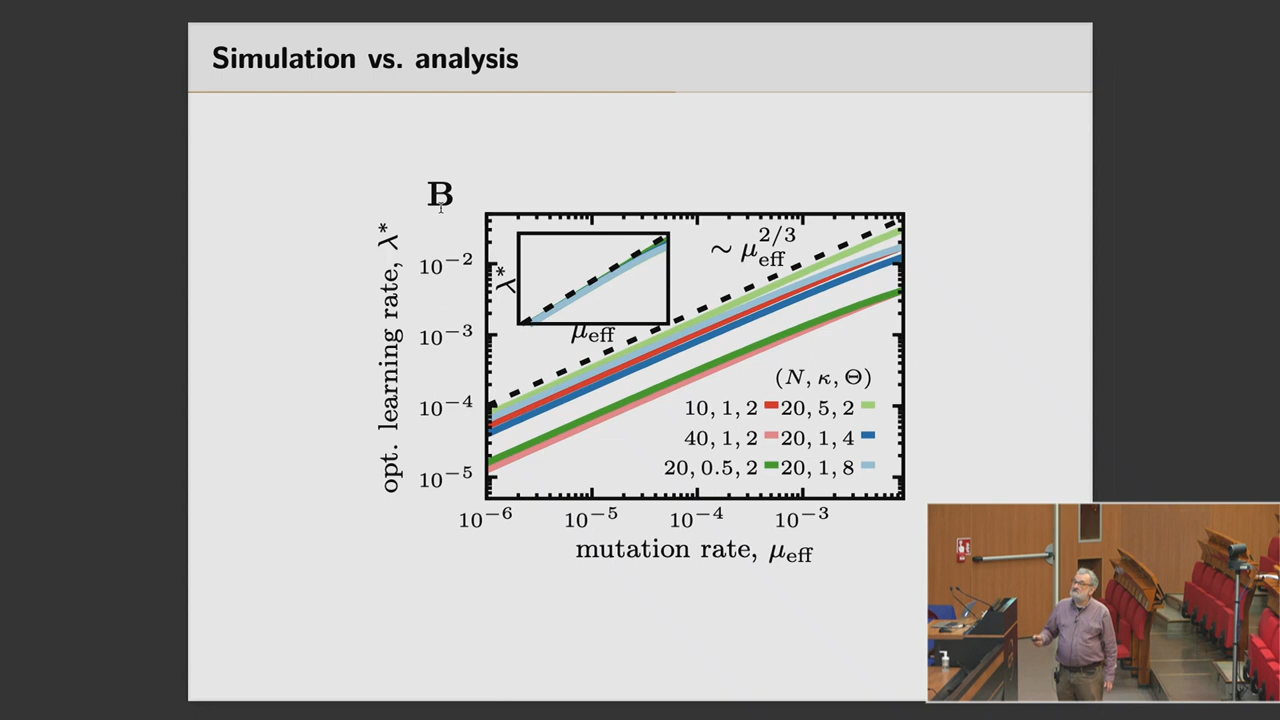 Simulation vs. analysis
B
opt. learning rate, λ*
10⁻²
10⁻³
10⁻⁴
10⁻⁵
λ*
μeff
~ μeff^2/3
(N, κ, Θ)
10, 1, 2 20, 5, 2
40, 1, 2 20, 1, 4
20, 0.5, 2 20, 1, 8
10⁻⁶ 10⁻⁵ 10⁻⁴ 10⁻³
mutation rate, μeff